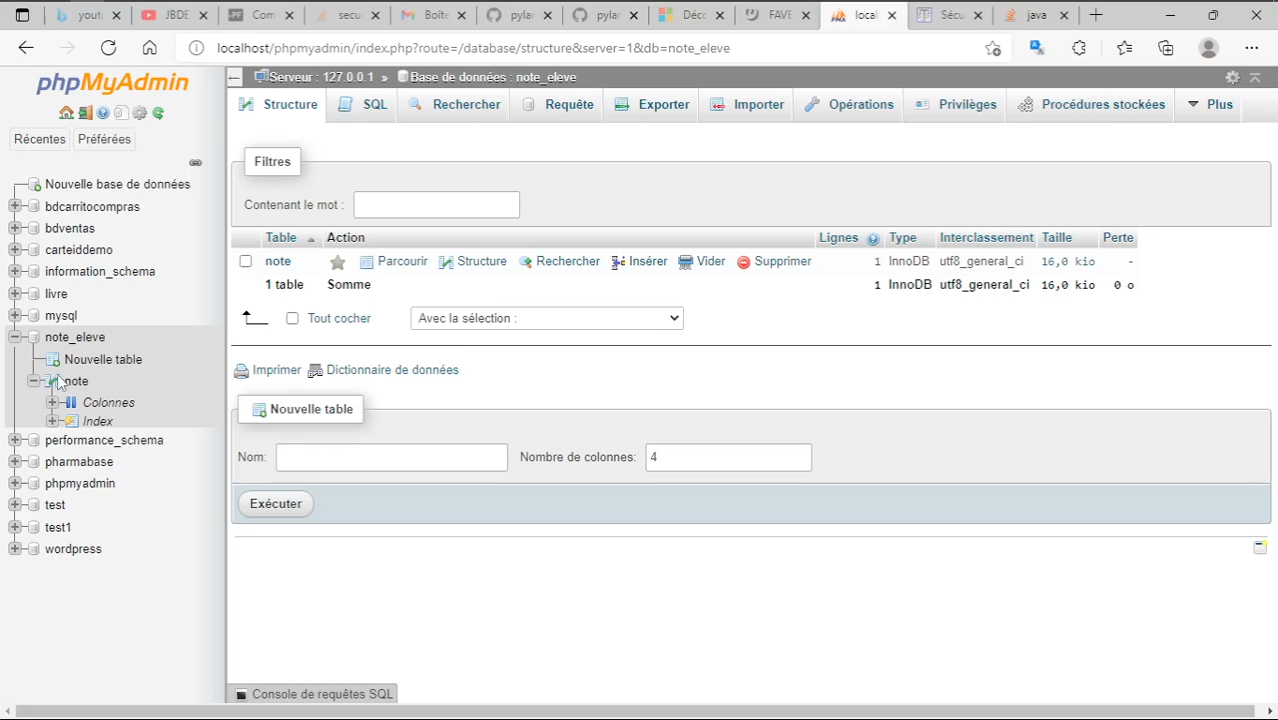 youtu
JBDE
Com
secu
Boîte
pylar
pylar
Déco
FAVE
local
Sécu
java
localhost/phpmyadmin/index.php?route=/database/structure&server=1&db=note_eleve
phpMyAdmin
Récentes
Préférées
Nouvelle base de données
bdcarritocompras
bdventas
carteiddemo
information_schema
livre
mysql
note_eleve
Nouvelle table
note
Colonnes
Index
performance_schema
pharmabase
phpmyadmin
test
test1
wordpress
Serveur : 127.0.0.1 » Base de données : note_eleve
Structure SQL Rechercher Requête Exporter Importer Opérations Privilèges Procédures stockées Plus
Filtres
Contenant le mot :
Table Action Lignes Type Interclassement Taille Perte
note Parcourir Structure Rechercher Insérer Vider Supprimer 1 InnoDB utf8_general_ci 16,0 kio -
1 table Somme 1 InnoDB utf8_general_ci 16,0 kio 0 o
Tout cocher Avec la sélection :
Imprimer Dictionnaire de données
Nouvelle table
Nom: Nombre de colonnes: 4
Exécuter
Console de requêtes SQL